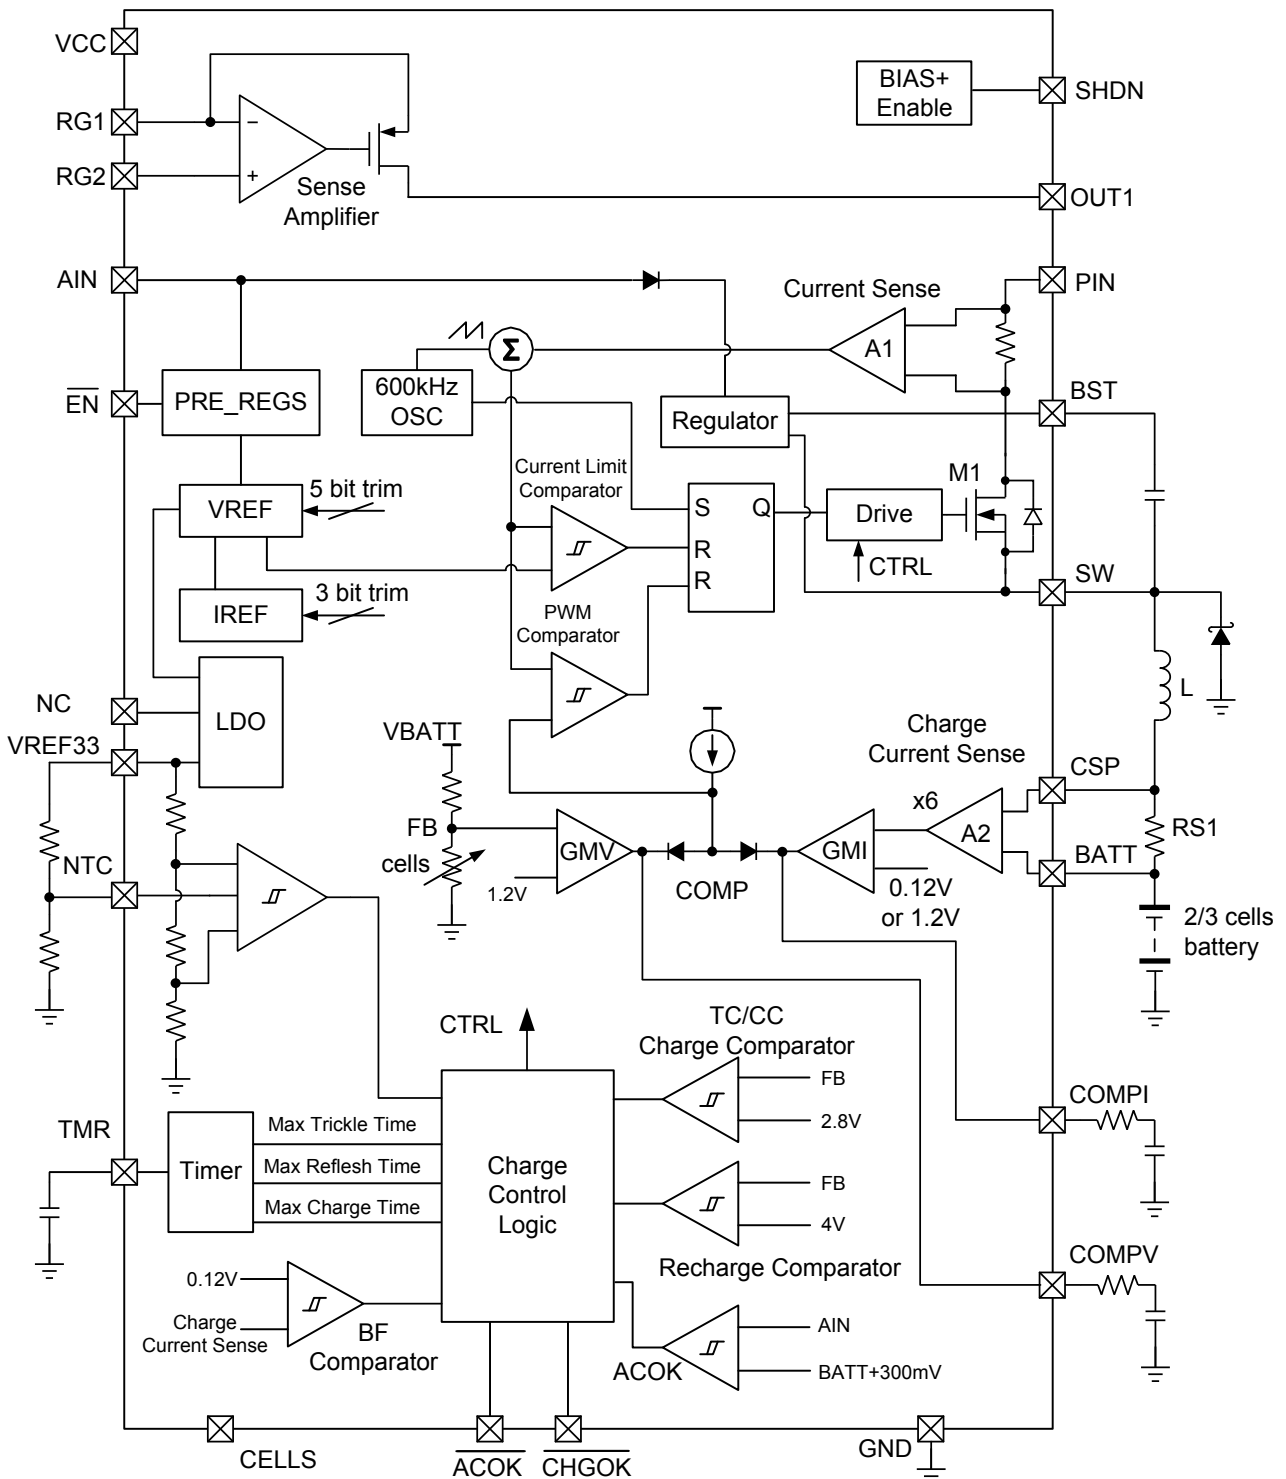 VCC
BIAS+
Enable
SHDN
RG1
−
RG2
+
Sense
Amplifier
OUT1
AIN
Current Sense
PIN
Σ
A1
EN
PRE_REGS
600kHz
OSC
Regulator
BST
Current Limit
Comparator
M1
VREF
5 bit trim
S
Q
Drive
R
CTRL
SW
IREF
3 bit trim
R
PWM
Comparator
LDO
NC
L
VREF33
VBATT
Charge
Current Sense
CSP
x6
FB
GMV
GMI
A2
RS1
NTC
cells
COMP
BATT
1.2V
0.12V
or 1.2V
2/3 cells
battery
CTRL
TC/CC
Charge Comparator
FB
2.8V
COMPI
TMR
Timer
Max Trickle Time
Max Reflesh Time
Max Charge Time
Charge
Control
Logic
FB
4V
Recharge Comparator
COMPV
0.12V
Charge
Current Sense
BF
Comparator
AIN
ACOK
BATT+300mV
CELLS
ACOK
CHGOK
GND